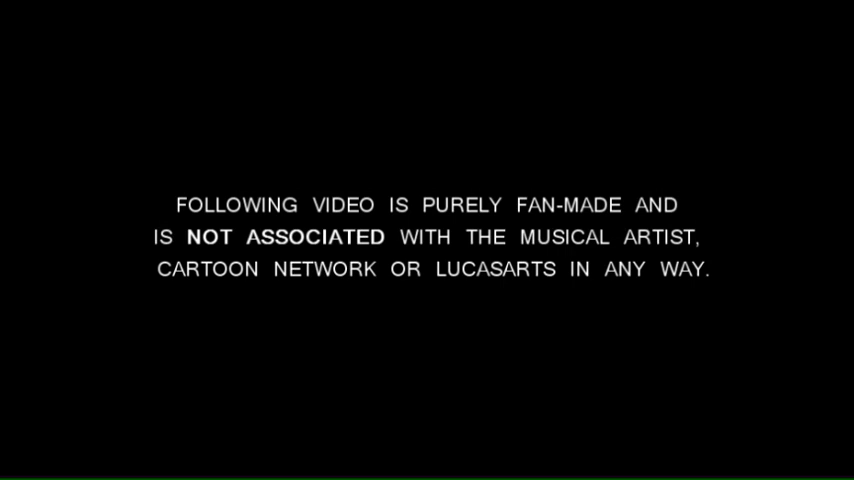 FOLLOWING VIDEO IS PURELY FAN-MADE AND
IS NOT ASSOCIATED WITH THE MUSICAL ARTIST,
CARTOON NETWORK OR LUCASARTS IN ANY WAY.